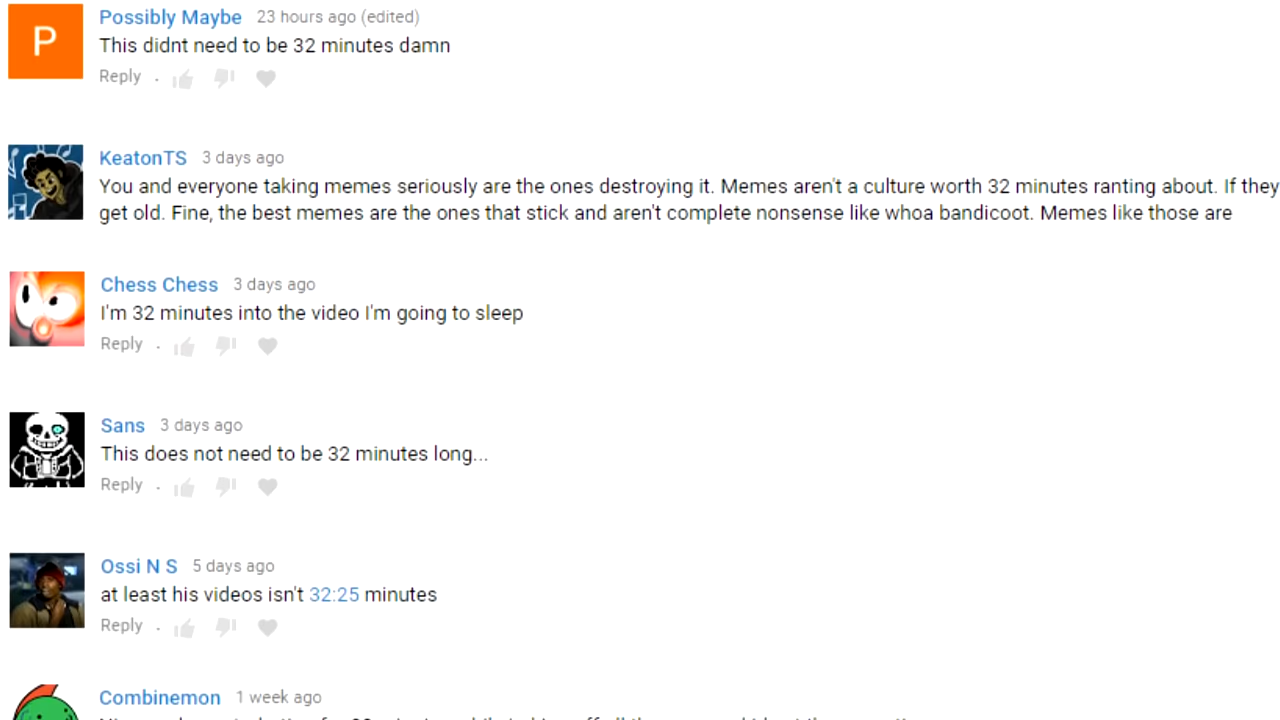 P
Possibly Maybe 23 hours ago (edited)
This didnt need to be 32 minutes damn
Reply .
KeatonTS 3 days ago
You and everyone taking memes seriously are the ones destroying it. Memes aren't a culture worth 32 minutes ranting about. If they
get old. Fine, the best memes are the ones that stick and aren't complete nonsense like whoa bandicoot. Memes like those are
Chess Chess 3 days ago
I'm 32 minutes into the video I'm going to sleep
Reply .
Sans 3 days ago
This does not need to be 32 minutes long...
Reply .
Ossi N S 5 days ago
at least his videos isn't 32:25 minutes
Reply .
Combinemon 1 week ago